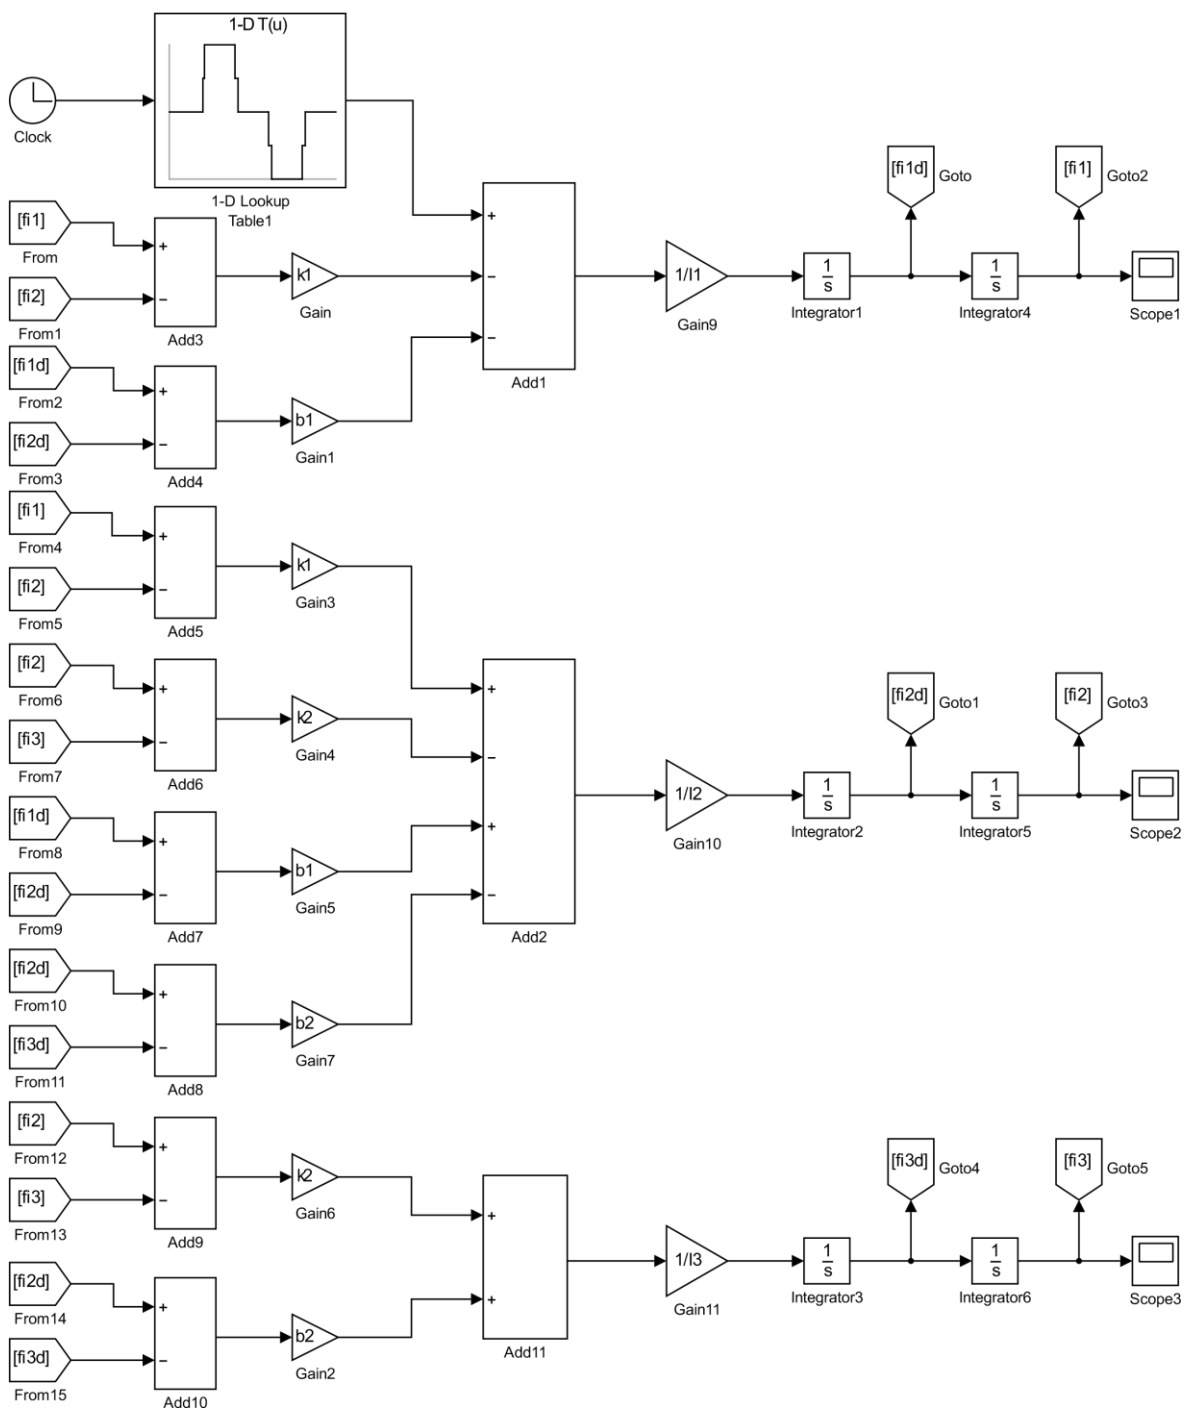 1-D T(u)
Clock
1-D Lookup
Table1
[fi1]
From
[fi2]
From1
+
−
Add3
k1
Gain
[fi1d]
From2
[fi2d]
From3
+
−
Add4
b1
Gain1
+
−
−
Add1
1/I1
Gain9
1
s
Integrator1
[fi1d]
Goto
1
s
Integrator4
[fi1]
Goto2
Scope1
[fi1]
From4
[fi2]
From5
+
−
Add5
k1
Gain3
[fi2]
From6
[fi3]
From7
+
−
Add6
k2
Gain4
[fi1d]
From8
[fi2d]
From9
+
−
Add7
b1
Gain5
[fi2d]
From10
[fi3d]
From11
+
−
Add8
b2
Gain7
+
−
+
−
Add2
1/I2
Gain10
1
s
Integrator2
[fi2d]
Goto1
1
s
Integrator5
[fi2]
Goto3
Scope2
[fi2]
From12
[fi3]
From13
+
−
Add9
k2
Gain6
[fi2d]
From14
[fi3d]
From15
+
−
Add10
b2
Gain2
+
+
Add11
1/I3
Gain11
1
s
Integrator3
[fi3d]
Goto4
1
s
Integrator6
[fi3]
Goto5
Scope3